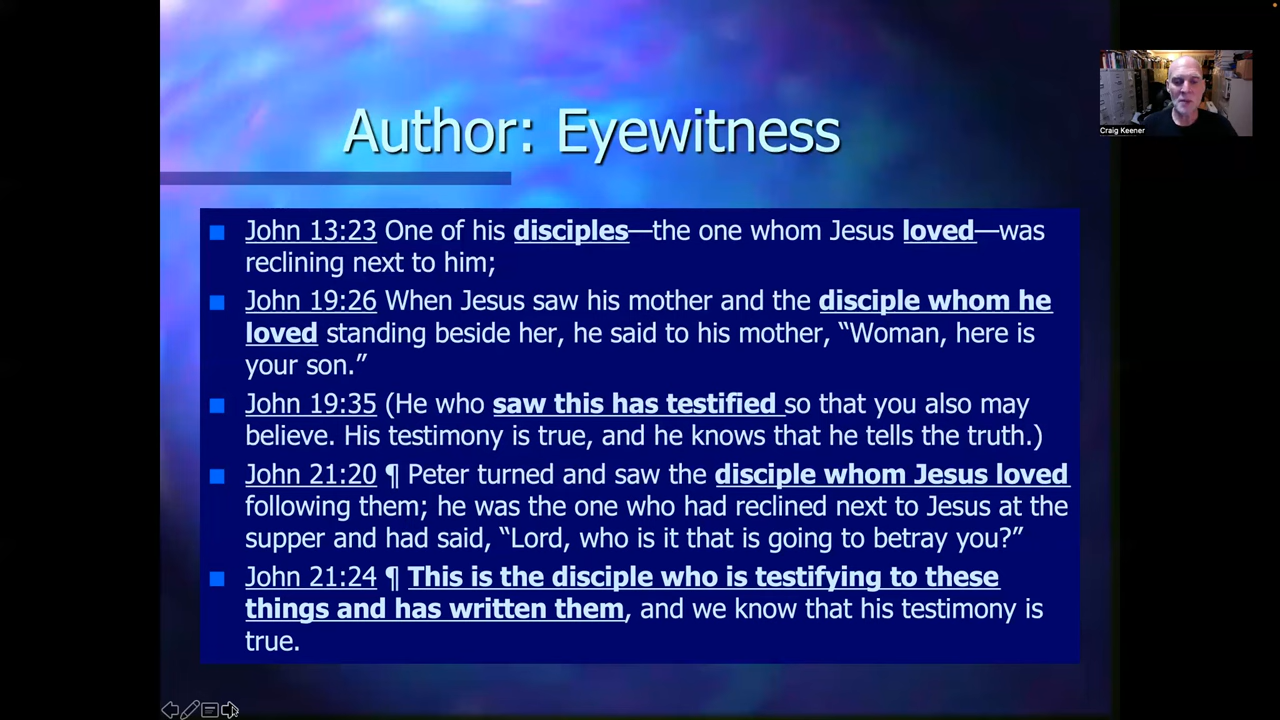 Author: Eyewitness
Craig Keener
John 13:23 One of his disciples—the one whom Jesus loved—was
reclining next to him;
John 19:26 When Jesus saw his mother and the disciple whom he
loved standing beside her, he said to his mother, “Woman, here is
your son.”
John 19:35 (He who saw this has testified so that you also may
believe. His testimony is true, and he knows that he tells the truth.)
John 21:20 ¶ Peter turned and saw the disciple whom Jesus loved
following them; he was the one who had reclined next to Jesus at the
supper and had said, “Lord, who is it that is going to betray you?”
John 21:24 ¶ This is the disciple who is testifying to these
things and has written them, and we know that his testimony is
true.